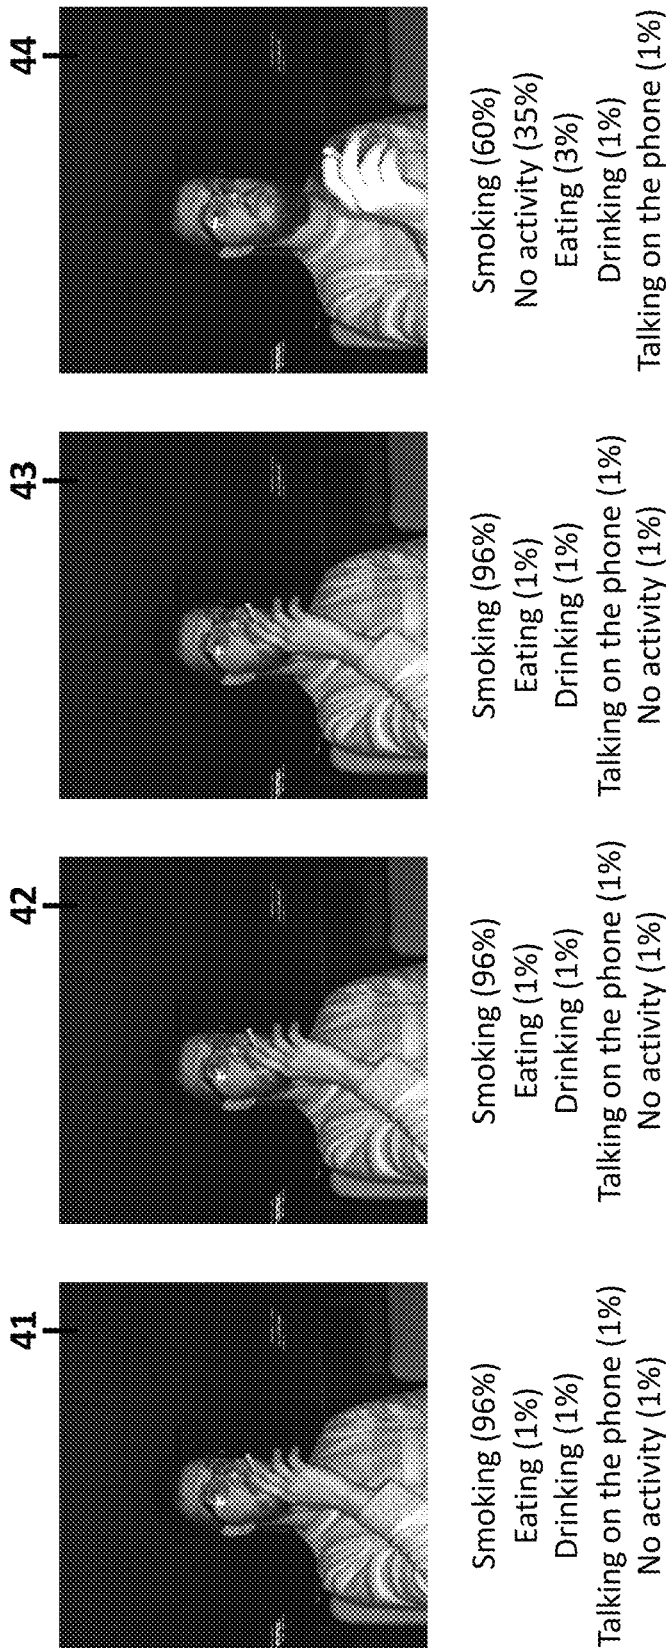 41
Smoking (96%)
Eating (1%)
Drinking (1%)
Talking on the phone (1%)
No activity (1%)
42
Smoking (96%)
Eating (1%)
Drinking (1%)
Talking on the phone (1%)
No activity (1%)
43
Smoking (96%)
Eating (1%)
Drinking (1%)
Talking on the phone (1%)
No activity (1%)
44
Smoking (60%)
No activity (35%)
Eating (3%)
Drinking (1%)
Talking on the phone (1%)